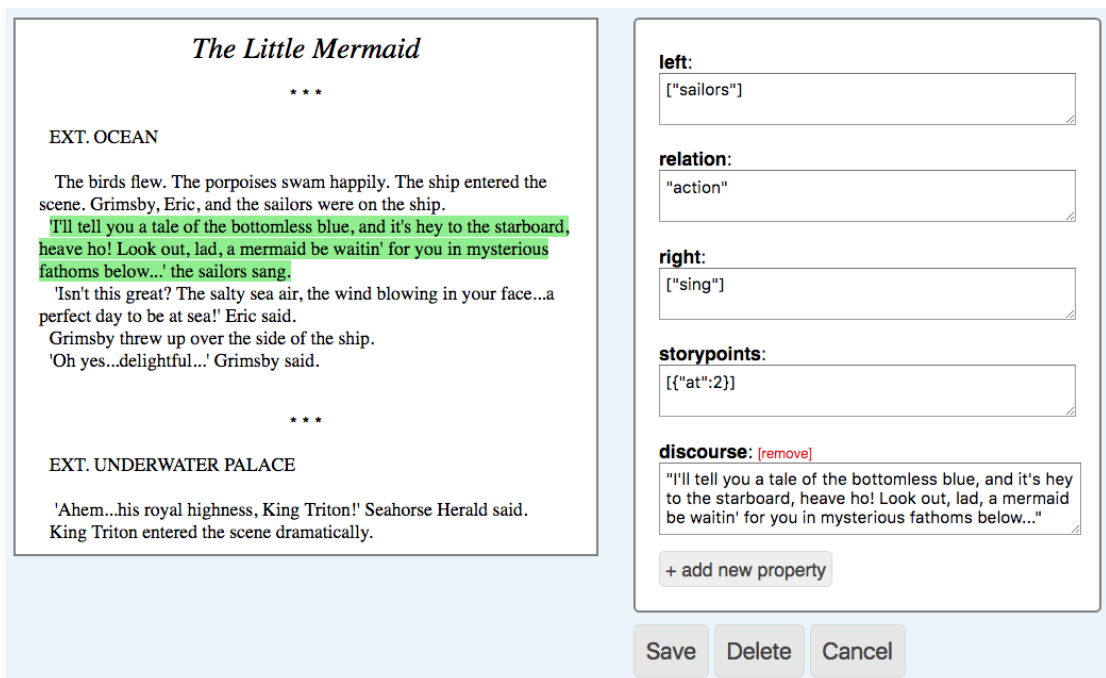 The Little Mermaid
* * *
EXT. OCEAN
The birds flew. The porpoises swam happily. The ship entered the
scene. Grimsby, Eric, and the sailors were on the ship.
'I'll tell you a tale of the bottomless blue, and it's hey to the starboard,
heave ho! Look out, lad, a mermaid be waitin' for you in mysterious
fathoms below...' the sailors sang.
'Isn't this great? The salty sea air, the wind blowing in your face...a
perfect day to be at sea!' Eric said.
Grimsby threw up over the side of the ship.
'Oh yes...delightful...' Grimsby said.
* * *
EXT. UNDERWATER PALACE
'Ahem...his royal highness, King Triton!' Seahorse Herald said.
King Triton entered the scene dramatically.
left:
["sailors"]
relation:
"action"
right:
["sing"]
storypoints:
[{"at":2}]
discourse: [remove]
"I'll tell you a tale of the bottomless blue, and it's hey
to the starboard, heave ho! Look out, lad, a mermaid
be waitin' for you in mysterious fathoms below..."
+ add new property
Save Delete Cancel